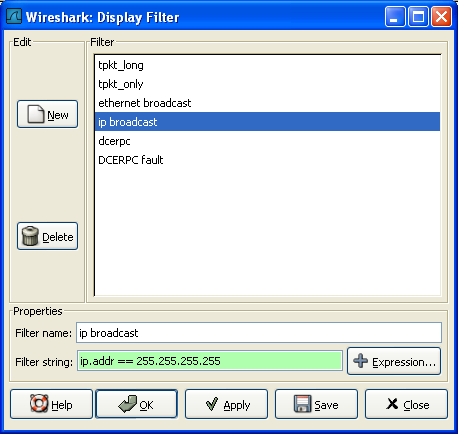 Wireshark: Display Filter
Edit
New
Delete
Filter
tpkt_long
tpkt_only
ethernet broadcast
ip broadcast
dcerpc
DCERPC fault
Properties
Filter name: ip broadcast
Filter string: ip.addr == 255.255.255.255 Expression...
Help OK Apply Save Close